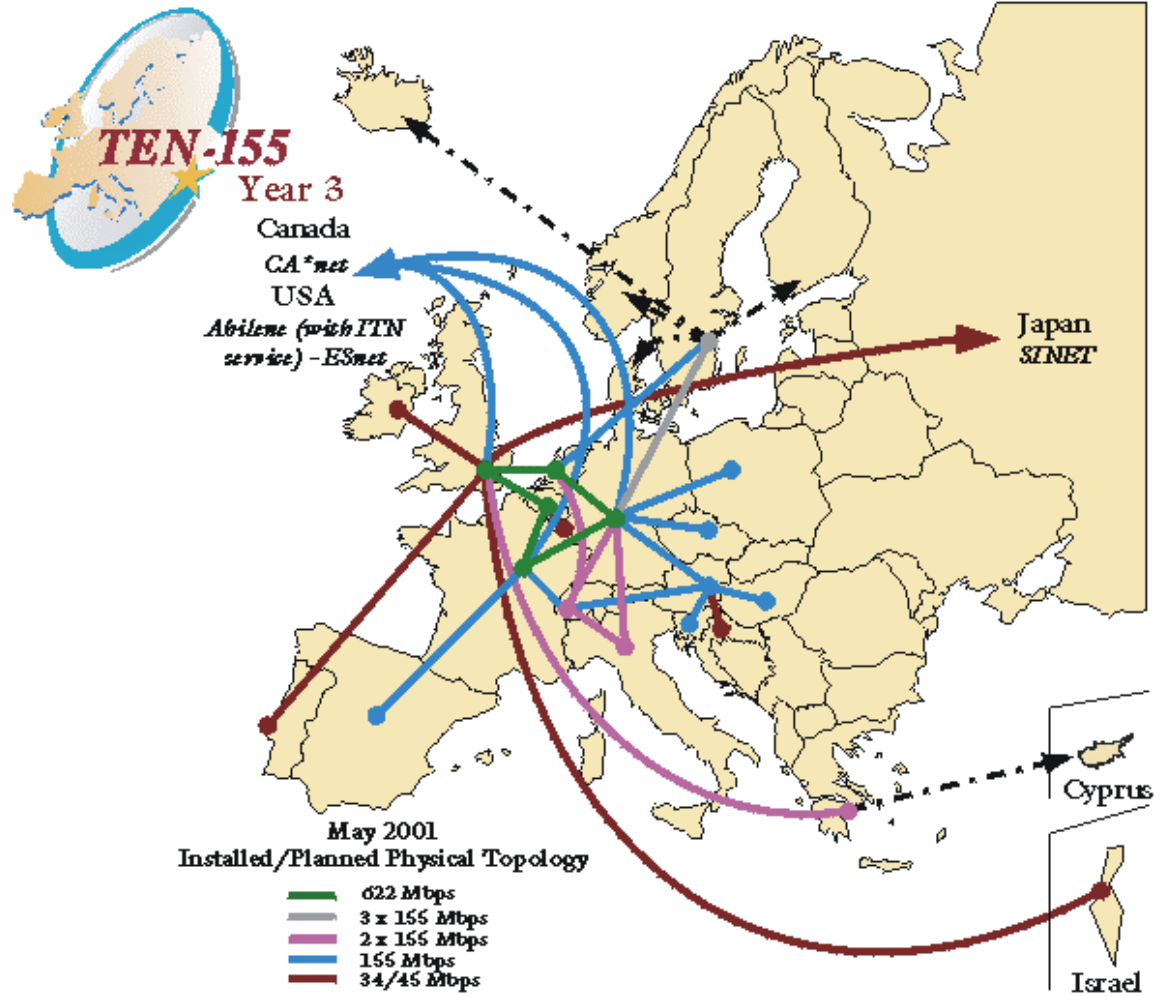 TEN-155
Year 3
Canada
CA*net
USA
Abilene (with ITN
service) - ESnet
Japan
SINET
Cyprus
Israel
May 2001
Installed/Planned Physical Topology
622 Mbps
3 x 155 Mbps
2 x 155 Mbps
155 Mbps
34/45 Mbps